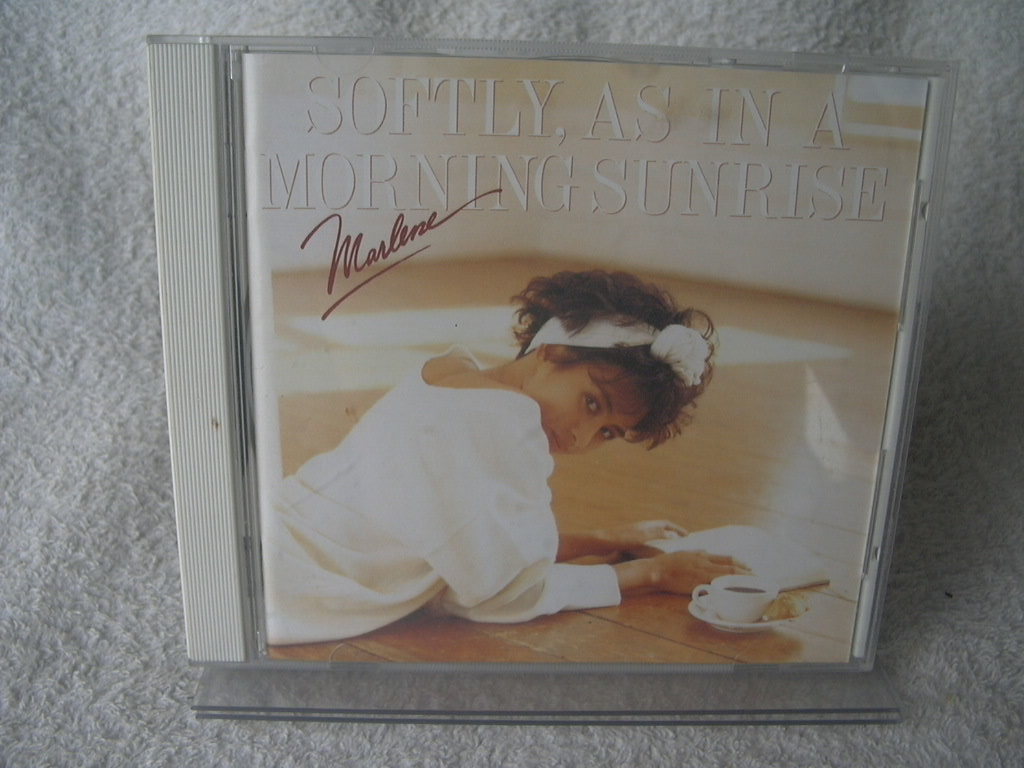 SOFTLY, AS IN A
MORNING SUNRISE
Marlene